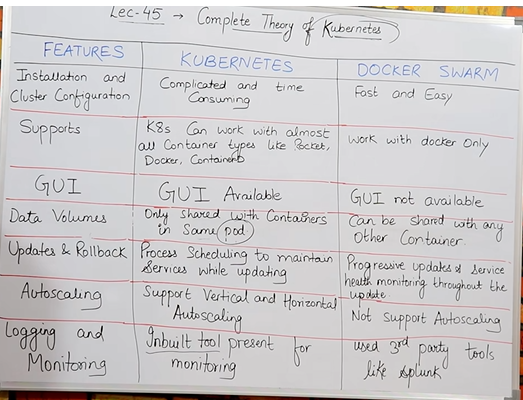 Lec-45 → Complete Theory of Kubernetes
FEATURES KUBERNETES DOCKER SWARM
Installation and Cluster Configuration
Complicated and time Consuming
Fast and Easy
Supports
K8s Can work with almost
all Container types like Rocket,
Docker, ContainerD
work with docker Only
GUI
GUI Available
GUI not available
Data Volumes
Only Shared with Containers
in Same pod
Can be shared with any
Other Container.
Updates & Rollback
Process Scheduling to maintain
Services while updating
Progressive updates of Service
health monitoring throughout the
update
Autoscaling
Support Vertical and Horizontal
Autoscaling
Not Support Autoscaling
Logging and
Monitoring
Inbuilt tool present for
monitoring
used 3rd party tools
like splunk